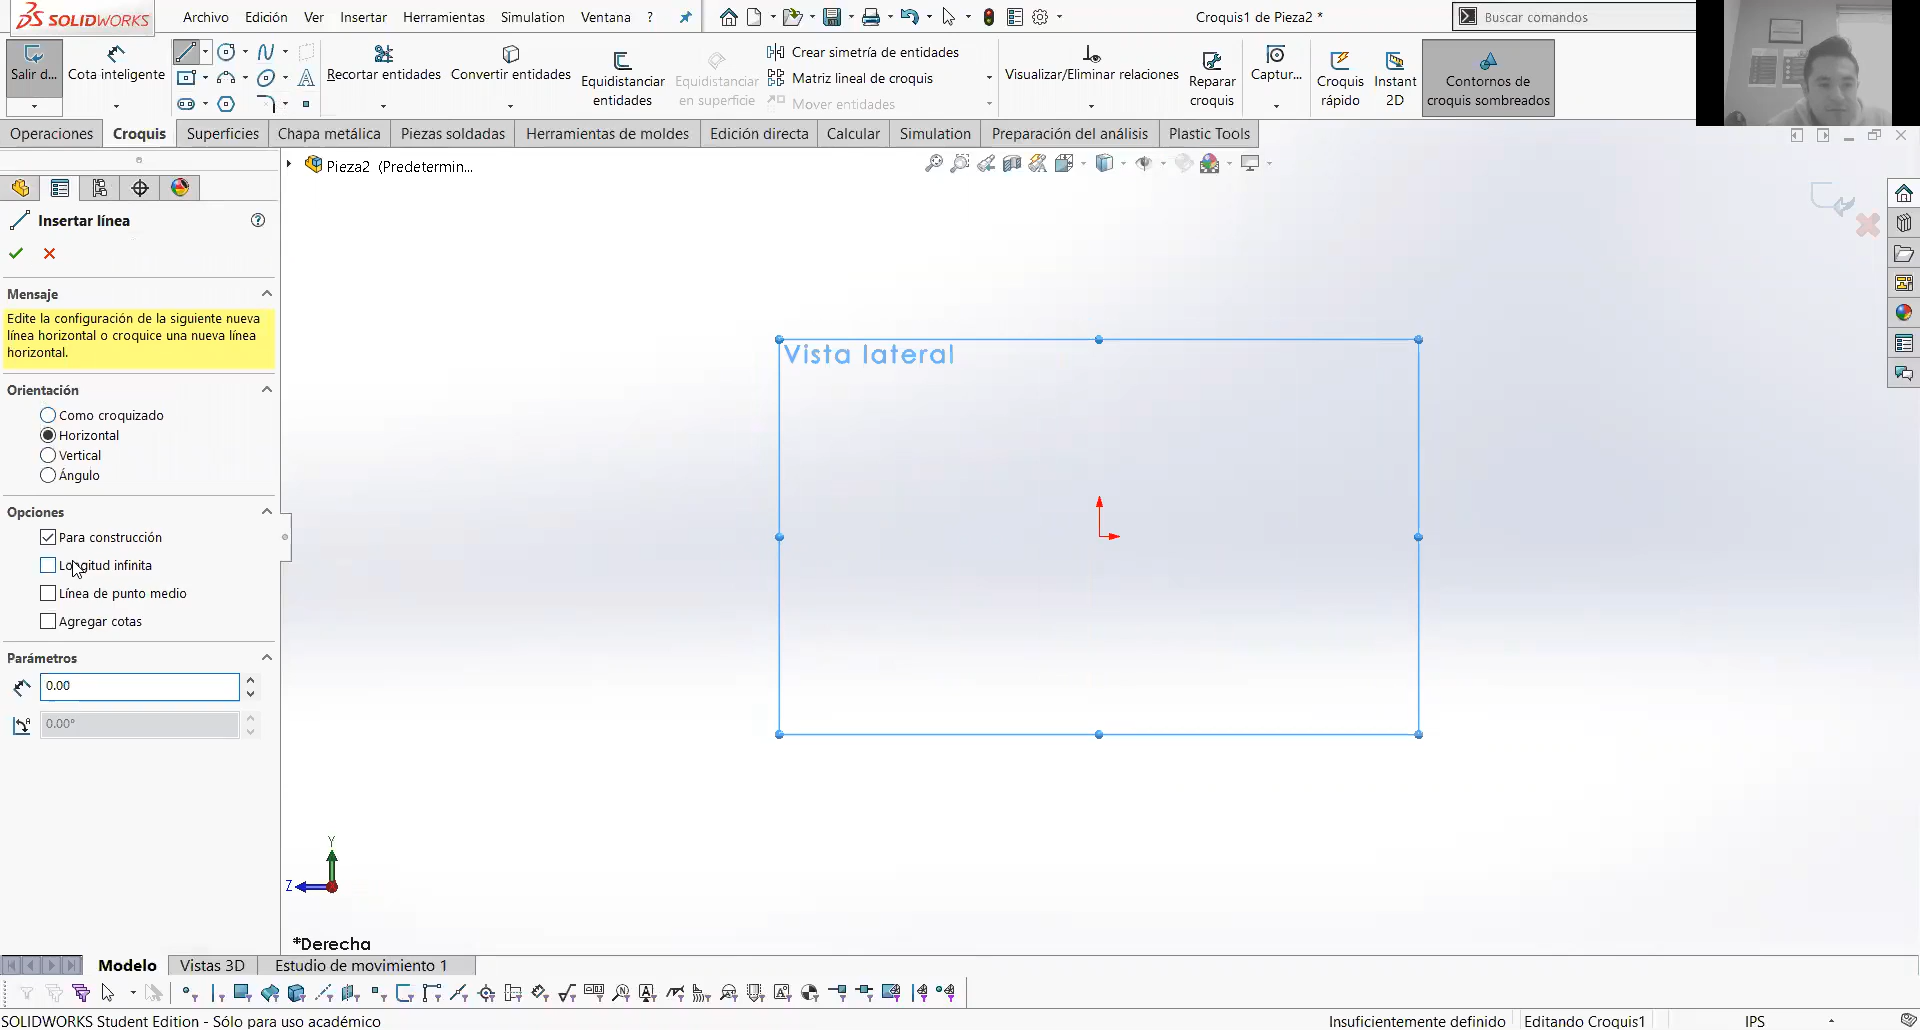 SOLIDWORKS
Archivo Edición Ver Insertar Herramientas Simulation Ventana ?
Croquis1 de Pieza2 *
Buscar comandos
Salir d...
Cota inteligente
Recortar entidades
Convertir entidades
Equidistanciar
entidades
Equidistanciar
en superficie
Crear simetría de entidades
Matriz lineal de croquis
Mover entidades
Visualizar/Eliminar relaciones
Reparar
croquis
Captur...
Croquis
rápido
Instant
2D
Contornos de
croquis sombreados
Operaciones Croquis Superficies Chapa metálica Piezas soldadas Herramientas de moldes Edición directa Calcular Simulation Preparación del análisis Plastic Tools
Pieza2 (Predetermin...
Insertar línea
Mensaje
Edite la configuración de la siguiente nueva
línea horizontal o croquice una nueva línea
horizontal.
Orientación
Como croquizado
Horizontal
Vertical
Ángulo
Opciones
Para construcción
Longitud infinita
Línea de punto medio
Agregar cotas
Parámetros
0.00
0.00°
Vista lateral
Y
Z
*Derecha
Modelo Vistas 3D Estudio de movimiento 1
SOLIDWORKS Student Edition - Sólo para uso académico
Insuficientemente definido Editando Croquis1 IPS